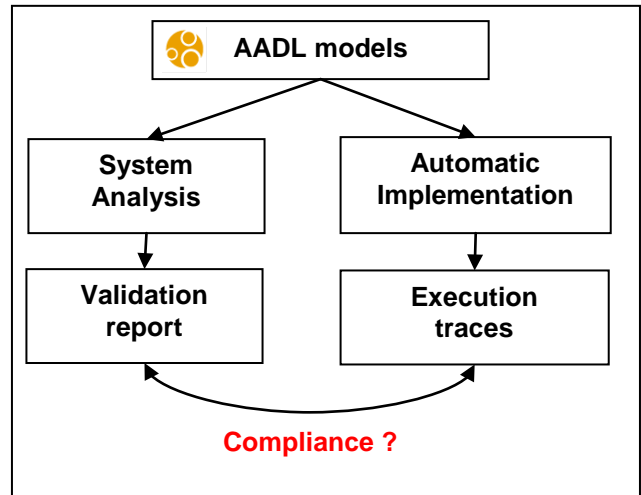 AADL models
System
Analysis
Automatic
Implementation
Validation
report
Execution
traces
Compliance ?